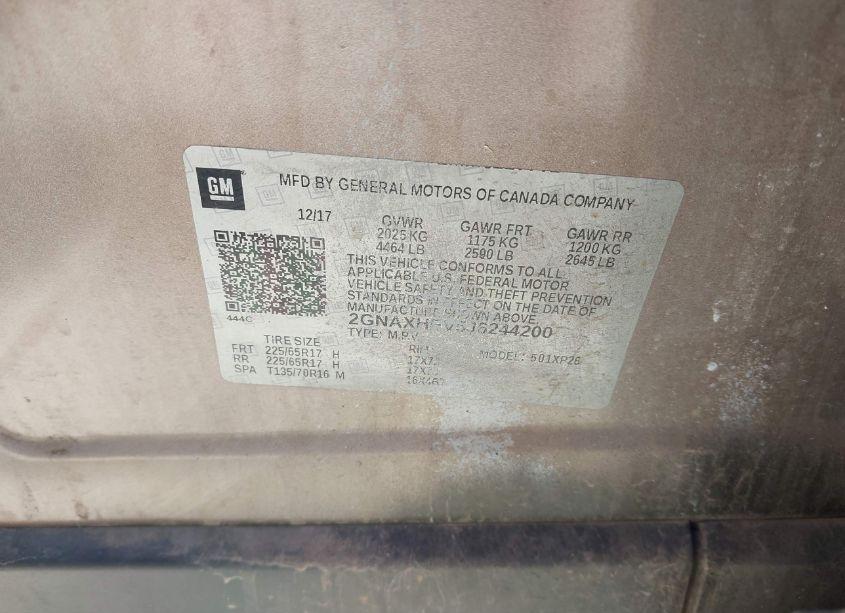 GM
MFD BY GENERAL MOTORS OF CANADA COMPANY
12/17 GVWR GAWR FRT GAWR RR
2025 KG 1175 KG 1200 KG
4464 LB 2590 LB 2645 LB
THIS VEHICLE CONFORMS TO ALL
APPLICABLE U.S. FEDERAL MOTOR
VEHICLE SAFETY AND THEFT PREVENTION
STANDARDS IN EFFECT ON THE DATE OF
MANUFACTURE SHOWN ABOVE.
444C
TYPE: M.P.V.
MODEL: 501XP26
TIRE SIZE
FRT 225/65R17 H
RR 225/65R17 H
SPA T135/70R16 M